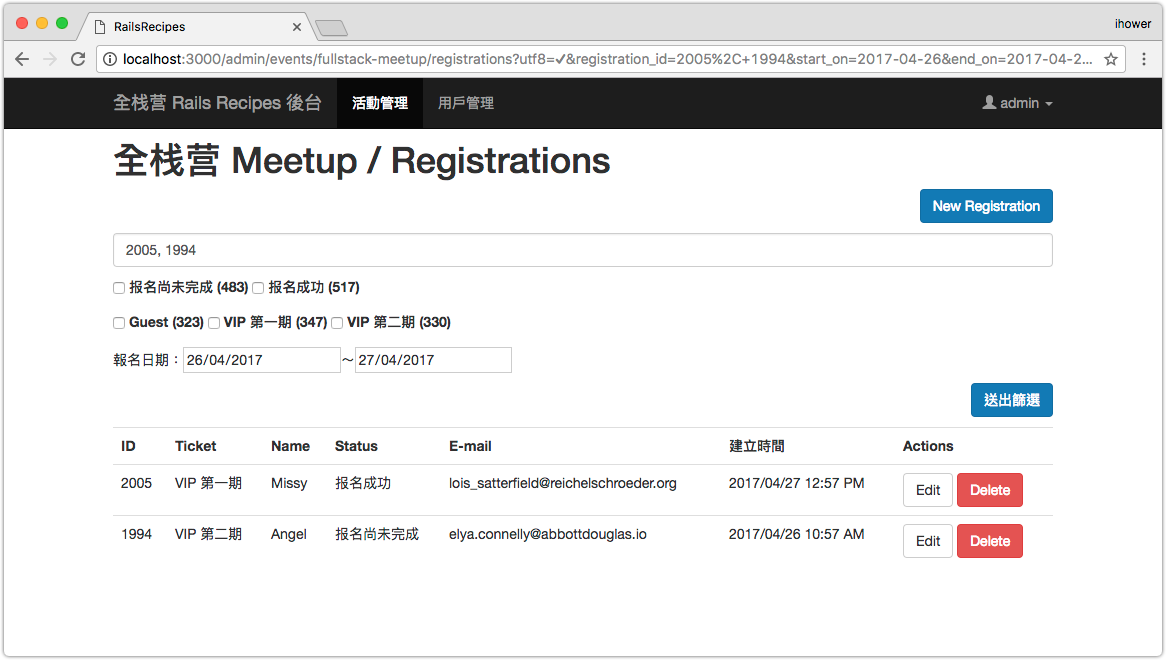 RailsRecipes
ihower
localhost:3000/admin/events/fullstack-meetup/registrations?utf8=✓&registration_id=2005%2C+1994&start_on=2017-04-26&end_on=2017-04-2...
全栈营 Rails Recipes 後台 活動管理 用戶管理 admin
全栈营 Meetup / Registrations
New Registration
2005, 1994
报名尚未完成 (483) 报名成功 (517)
Guest (323) VIP 第一期 (347) VIP 第二期 (330)
報名日期：26/04/2017 ～ 27/04/2017
送出篩選
ID Ticket Name Status E-mail 建立時間 Actions
2005 VIP 第一期 Missy 报名成功 lois_satterfield@reichelschroeder.org 2017/04/27 12:57 PM Edit Delete
1994 VIP 第二期 Angel 报名尚未完成 elya.connelly@abbottdouglas.io 2017/04/26 10:57 AM Edit Delete